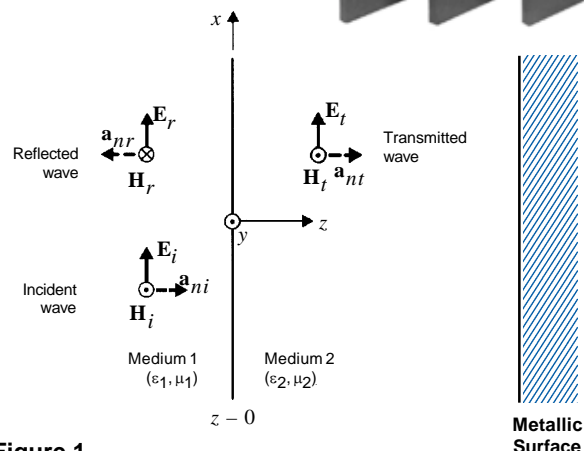 x
E_r
a_nr
Reflected wave
H_r
E_t
a_nt
H_t
Transmitted wave
y
z
E_i
a_ni
Incident wave
H_i
Medium 1
(ε₁, μ₁)
Medium 2
(ε₂, μ₂)
z – 0
Metallic
Surface
Figure 1